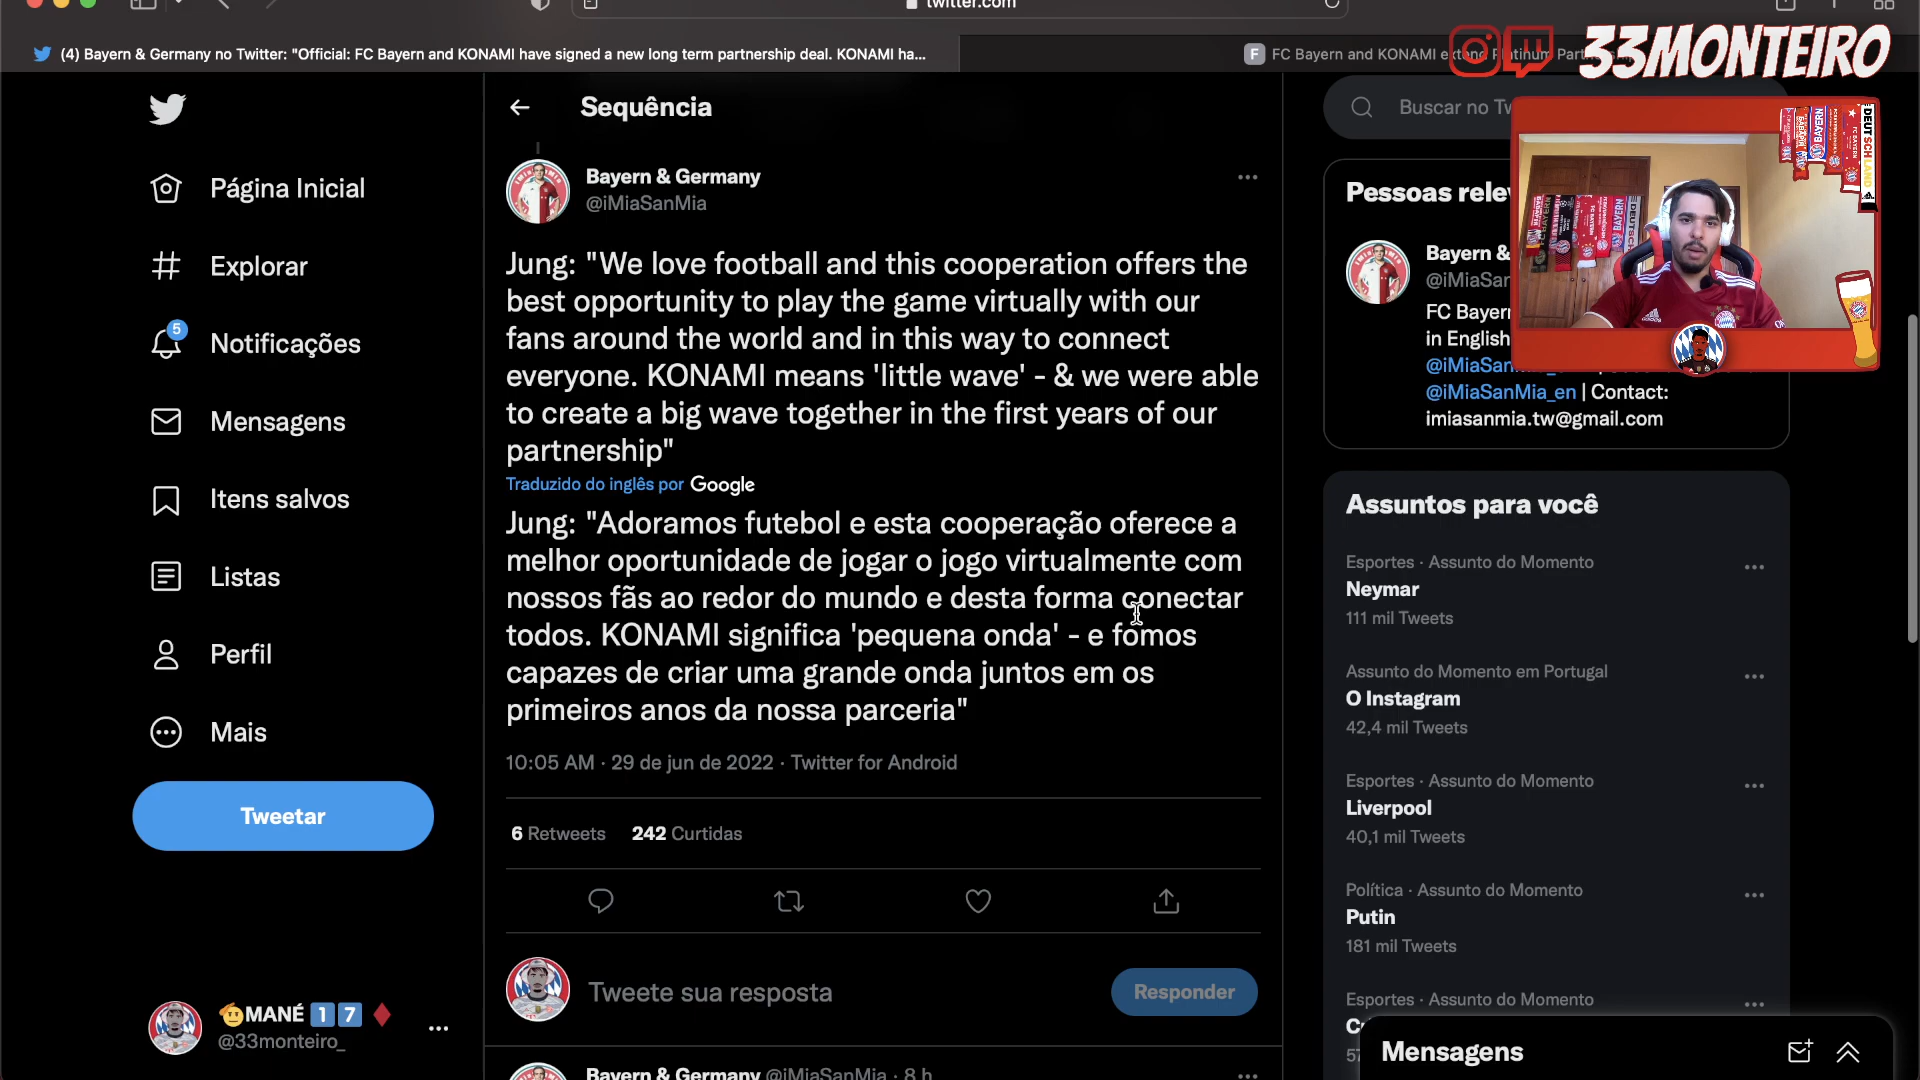 twitter.com
(4) Bayern & Germany no Twitter: "Official: FC Bayern and KONAMI have signed a new long term partnership deal. KONAMI ha...
F FC Bayern and KONAMI extend Platinum
33MONTEIRO
Sequência
Buscar no
Bayern & Germany
@iMiaSanMia
Página Inicial
Explorar
5
Notificações
Mensagens
Itens salvos
Listas
Perfil
Mais
Tweetar
Jung: "We love football and this cooperation offers the
best opportunity to play the game virtually with our
fans around the world and in this way to connect
everyone. KONAMI means 'little wave' - & we were able
to create a big wave together in the first years of our
partnership"
Traduzido do inglês por Google
Jung: "Adoramos futebol e esta cooperação oferece a
melhor oportunidade de jogar o jogo virtualmente com
nossos fãs ao redor do mundo e desta forma conectar
todos. KONAMI significa 'pequena onda' - e fomos
capazes de criar uma grande onda juntos em os
primeiros anos da nossa parceria"
10:05 AM · 29 de jun de 2022 · Twitter for Android
6 Retweets 242 Curtidas
Tweete sua resposta
Responder
Bayern & Germany @iMiaSanMia · 8 h
MANÉ 1 7
@33monteiro_
Pessoas
Bayern &
FC
in English
@iMiaSanMia_en | Contact:
imiasanmia.tw@gmail.com
DEUTSCHLAND
BAYERN
Assuntos para você
Esportes · Assunto do Momento
Neymar
111 mil Tweets
Assunto do Momento em Portugal
O Instagram
42,4 mil Tweets
Esportes · Assunto do Momento
Liverpool
40,1 mil Tweets
Política · Assunto do Momento
Putin
181 mil Tweets
Esportes · Assunto do Momento
Mensagens